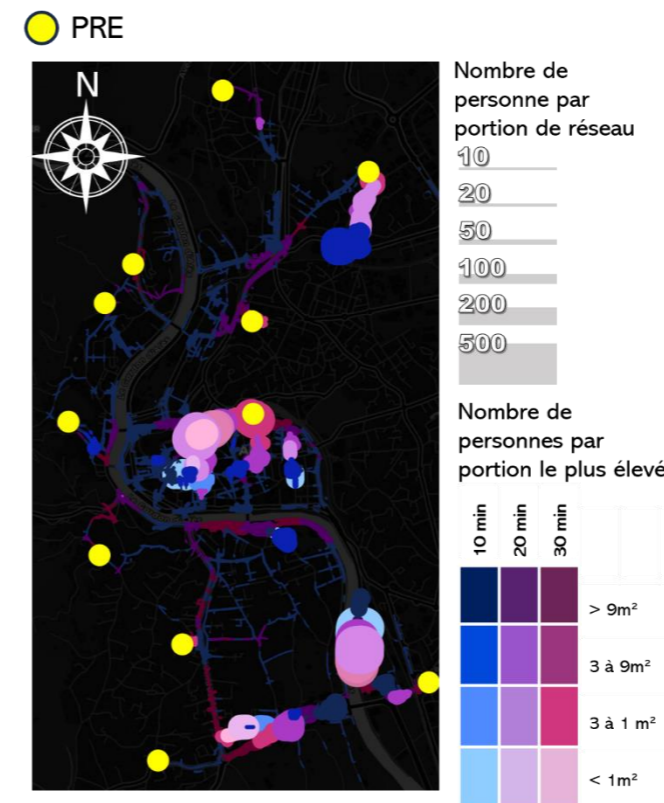 PRE
N
Nombre de
personne par
portion de réseau
10
20
50
100
200
500
Nombre de
personnes par
portion le plus élevé
10 min
20 min
30 min
> 9m²
3 à 9m²
3 à 1 m²
< 1m²